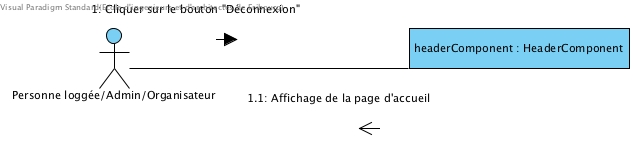 Visual Paradigm Standard
1: Cliquer sur le bouton "Déconnexion"
headerComponent : HeaderComponent
Personne loggée/Admin/Organisateur
1.1: Affichage de la page d'accueil